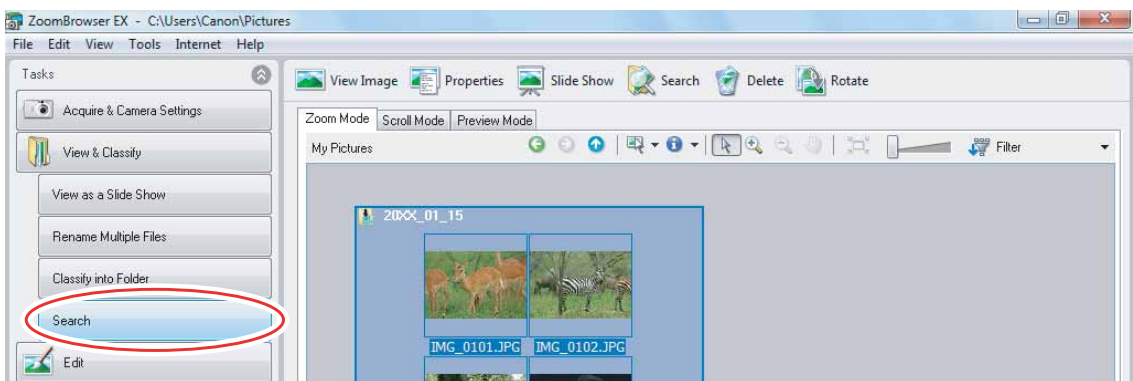 ZoomBrowser EX - C:\Users\Canon\Pictures
File Edit View Tools Internet Help
Tasks
Acquire & Camera Settings
View & Classify
View as a Slide Show
Rename Multiple Files
Classify into Folder
Search
Edit
View Image Properties Slide Show Search Delete Rotate
Zoom Mode Scroll Mode Preview Mode
My Pictures Filter
20XX_01_15
IMG_0101.JPG IMG_0102.JPG